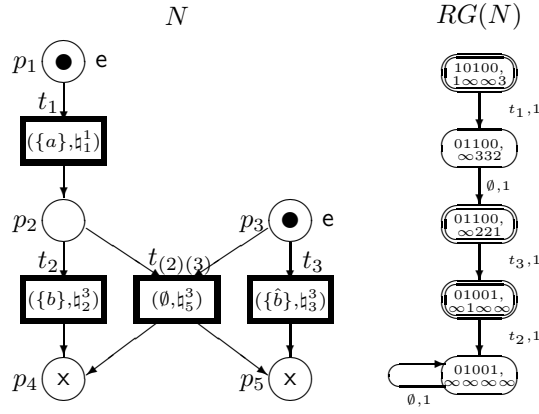 N
RG(N)
p₁
e
t₁
({a},♮₁¹)
p₂
p₃
e
t₂
t₍₂₎₍₃₎
t₃
({b},♮₂³)
(∅,♮₅³)
({b̂},♮₃³)
p₄
x
p₅
x
10100,
1∞∞3
t₁,1
01100,
∞332
∅,1
01100,
∞221
t₃,1
01001,
∞1∞∞
t₂,1
01001,
∞∞∞∞
∅,1